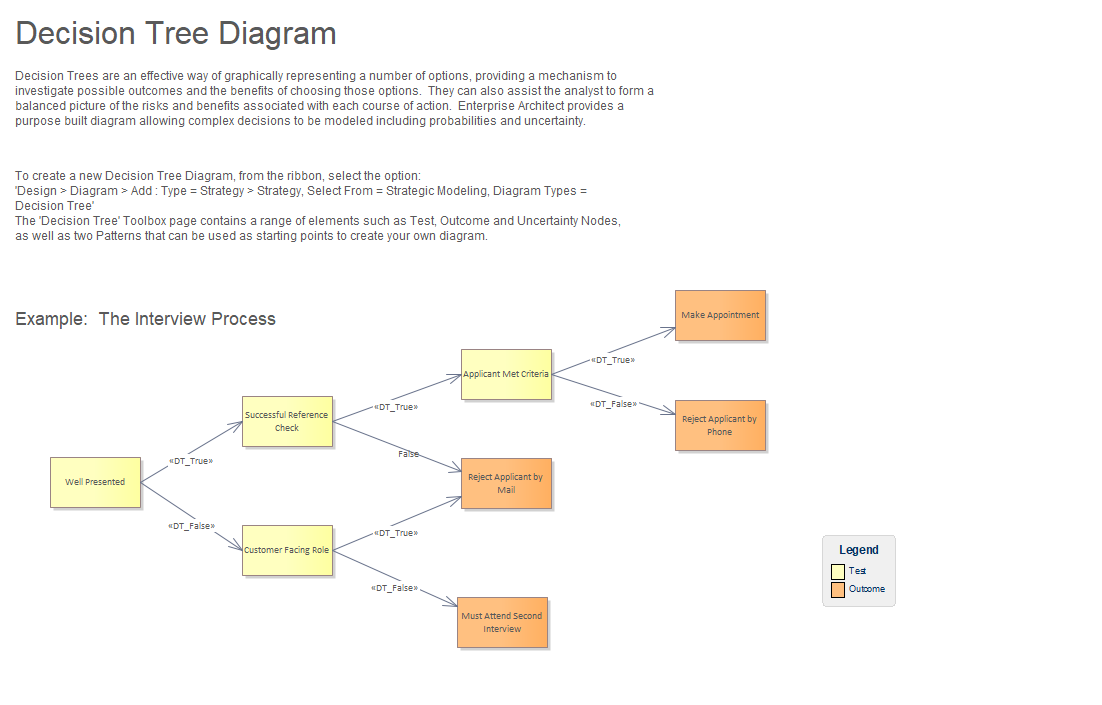 Decision Tree Diagram
Decision Trees are an effective way of graphically representing a number of options, providing a mechanism to
investigate possible outcomes and the benefits of choosing those options.  They can also assist the analyst to form a
balanced picture of the risks and benefits associated with each course of action.  Enterprise Architect provides a
purpose built diagram allowing complex decisions to be modeled including probabilities and uncertainty.
To create a new Decision Tree Diagram, from the ribbon, select the option:
'Design > Diagram > Add : Type = Strategy > Strategy, Select From = Strategic Modeling, Diagram Types =
Decision Tree'
The 'Decision Tree' Toolbox page contains a range of elements such as Test, Outcome and Uncertainty Nodes,
as well as two Patterns that can be used as starting points to create your own diagram.
Example:  The Interview Process
Make Appointment
«DT_True»
Applicant Met Criteria
«DT_False»
Reject Applicant by
Phone
«DT_True»
Successful Reference
Check
False
«DT_True»
Well Presented
Reject Applicant by
Mail
«DT_False»
«DT_True»
Customer Facing Role
«DT_False»
Must Attend Second
Interview
Legend
Test
Outcome